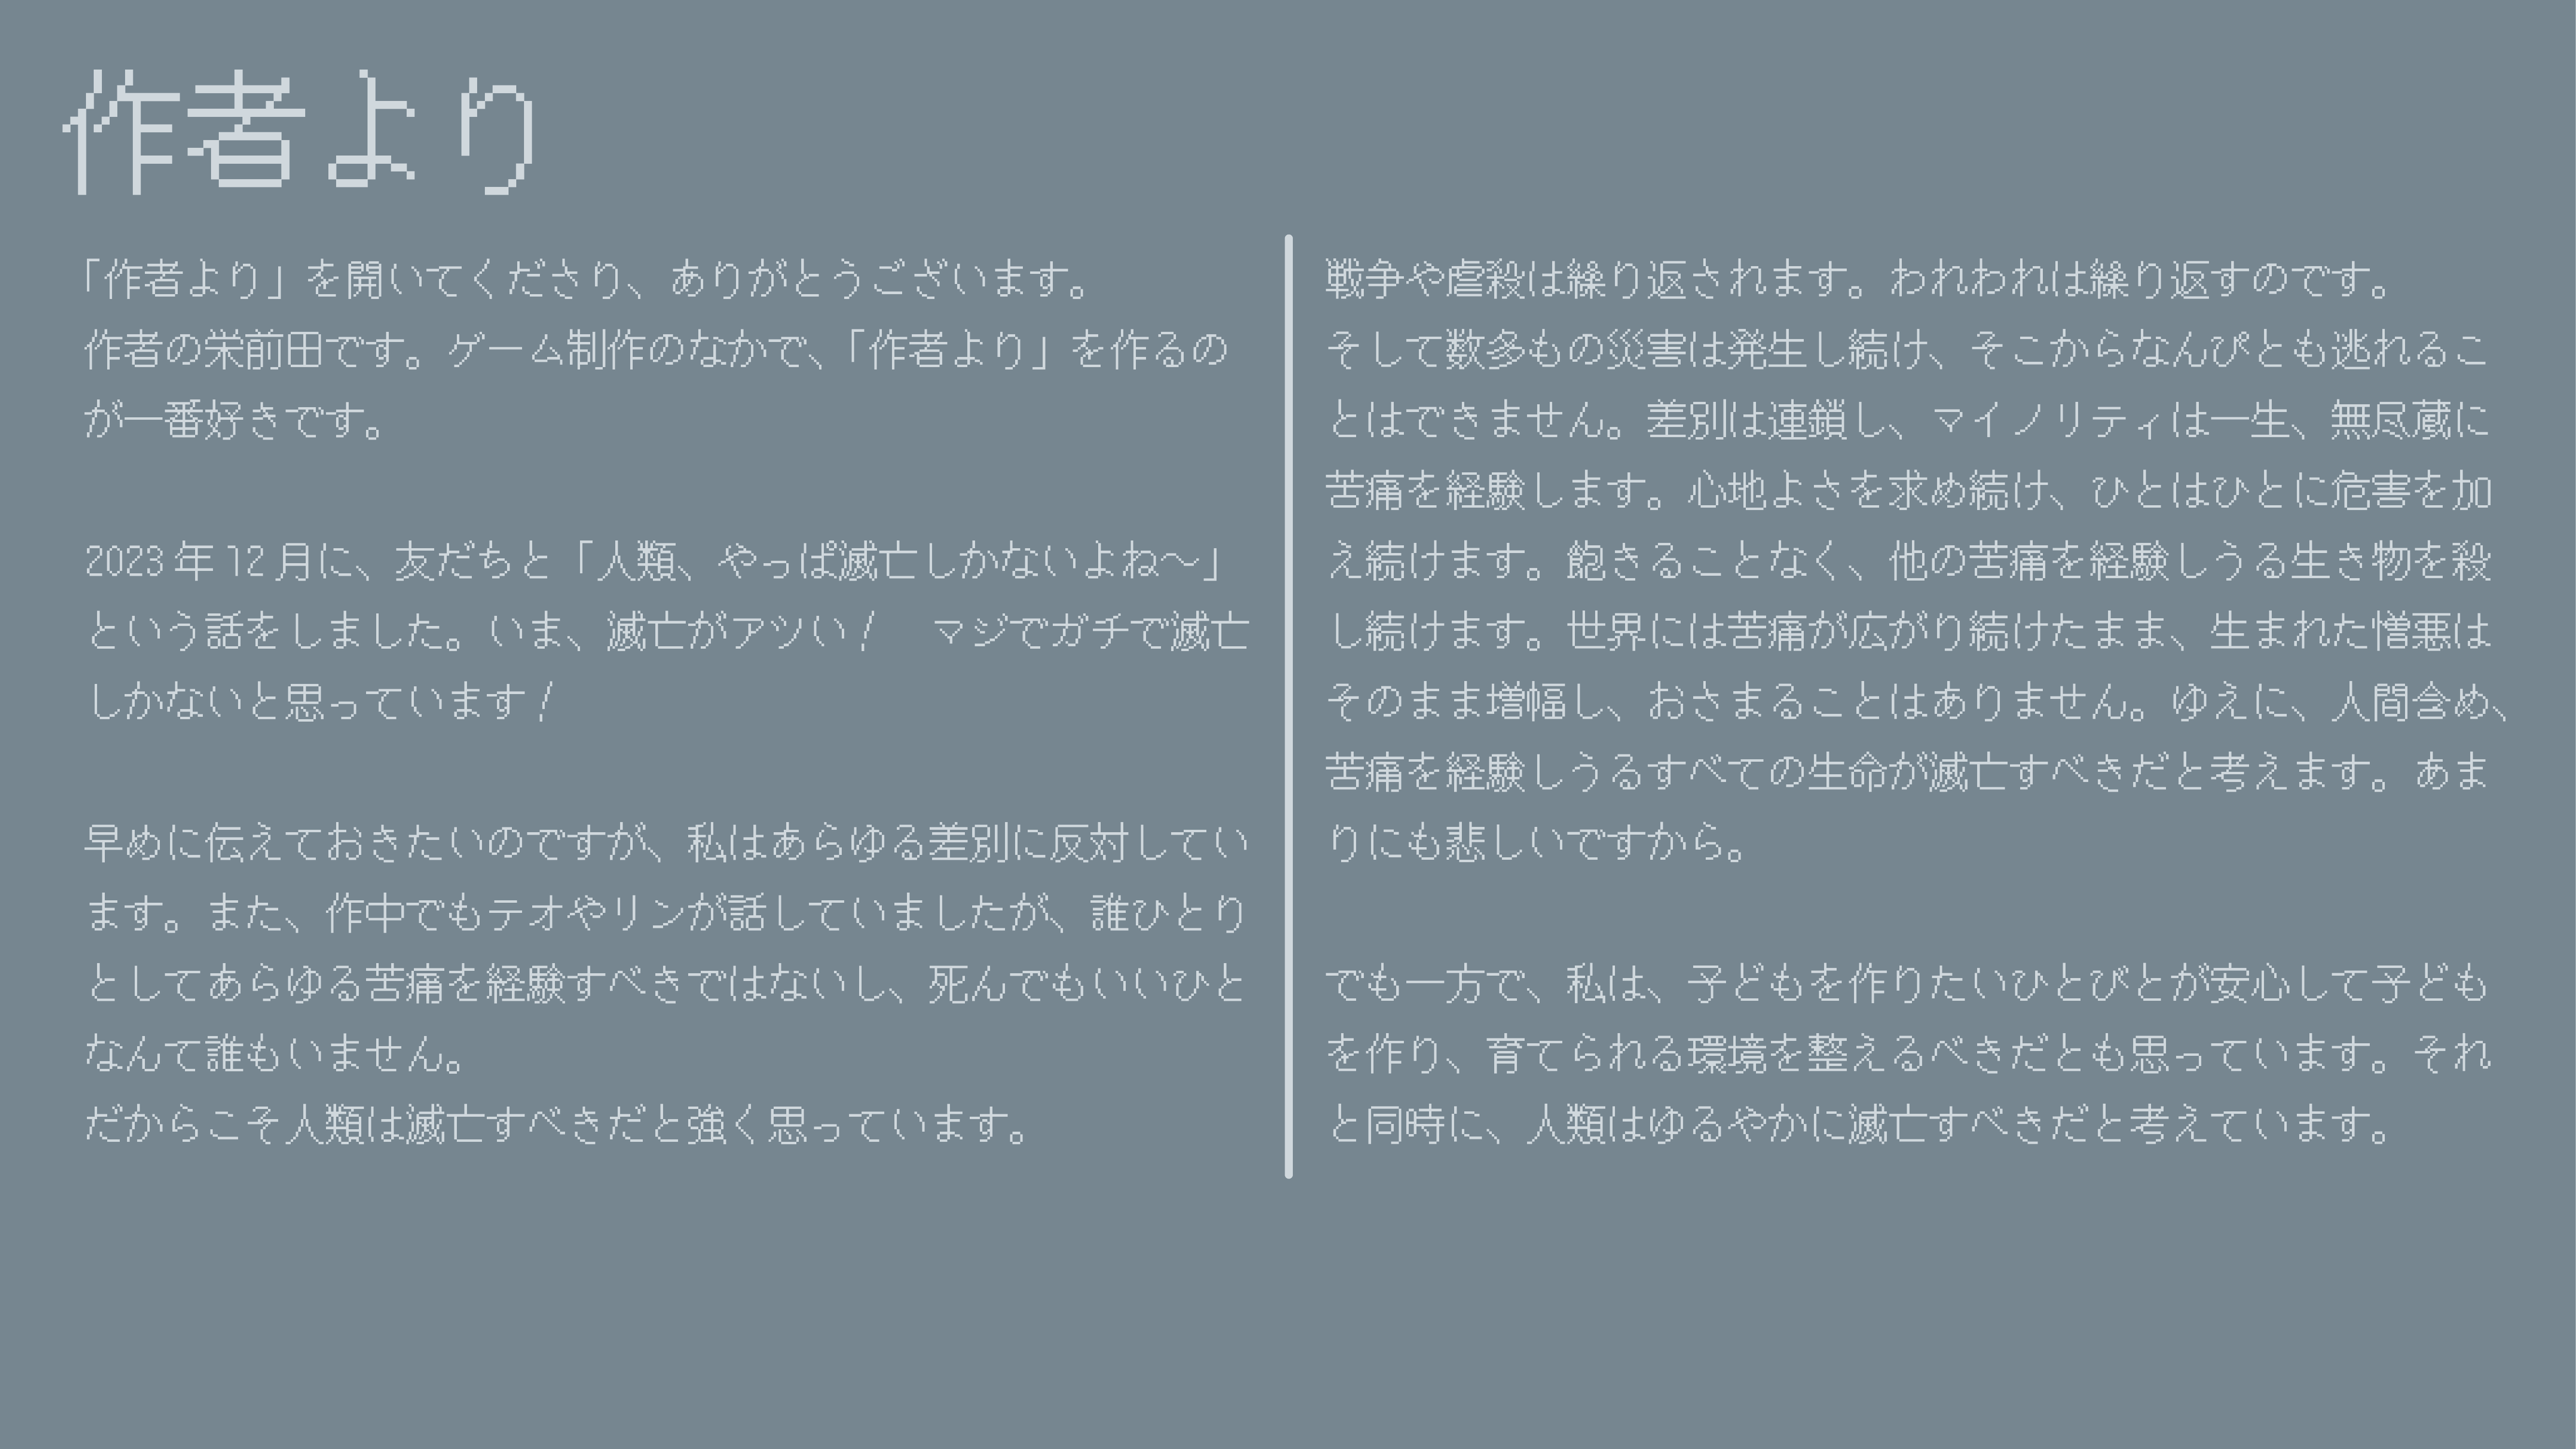 作者より
「作者より」を開いてくださり、ありがとうございます。
作者の栄前田です。ゲーム制作のなかで、「作者より」を作るの
が一番好きです。
2023年12月に、友だちと「人類、やっぱ滅亡しかないよね〜」
という話をしました。いま、滅亡がアツい！　マジでガチで滅亡
しかないと思っています！
早めに伝えておきたいのですが、私はあらゆる差別に反対してい
ます。また、作中でもテオやリンが話していましたが、誰ひとり
としてあらゆる苦痛を経験すべきではないし、死んでもいいひと
なんて誰もいません。
だからこそ人類は滅亡すべきだと強く思っています。
戦争や虐殺は繰り返されます。われわれは繰り返すのです。
そして数多もの災害は発生し続け、そこからなんぴとも逃れるこ
とはできません。差別は連鎖し、マイノリティは一生、無尽蔵に
苦痛を経験します。心地よさを求め続け、ひとはひとに危害を加
え続けます。飽きることなく、他の苦痛を経験しうる生き物を殺
し続けます。世界には苦痛が広がり続けたまま、生まれた憎悪は
そのまま増幅し、おさまることはありません。ゆえに、人間含め、
苦痛を経験しうるすべての生命が滅亡すべきだと考えます。あま
りにも悲しいですから。
でも一方で、私は、子どもを作りたいひとびとが安心して子ども
を作り、育てられる環境を整えるべきだとも思っています。それ
と同時に、人類はゆるやかに滅亡すべきだと考えています。